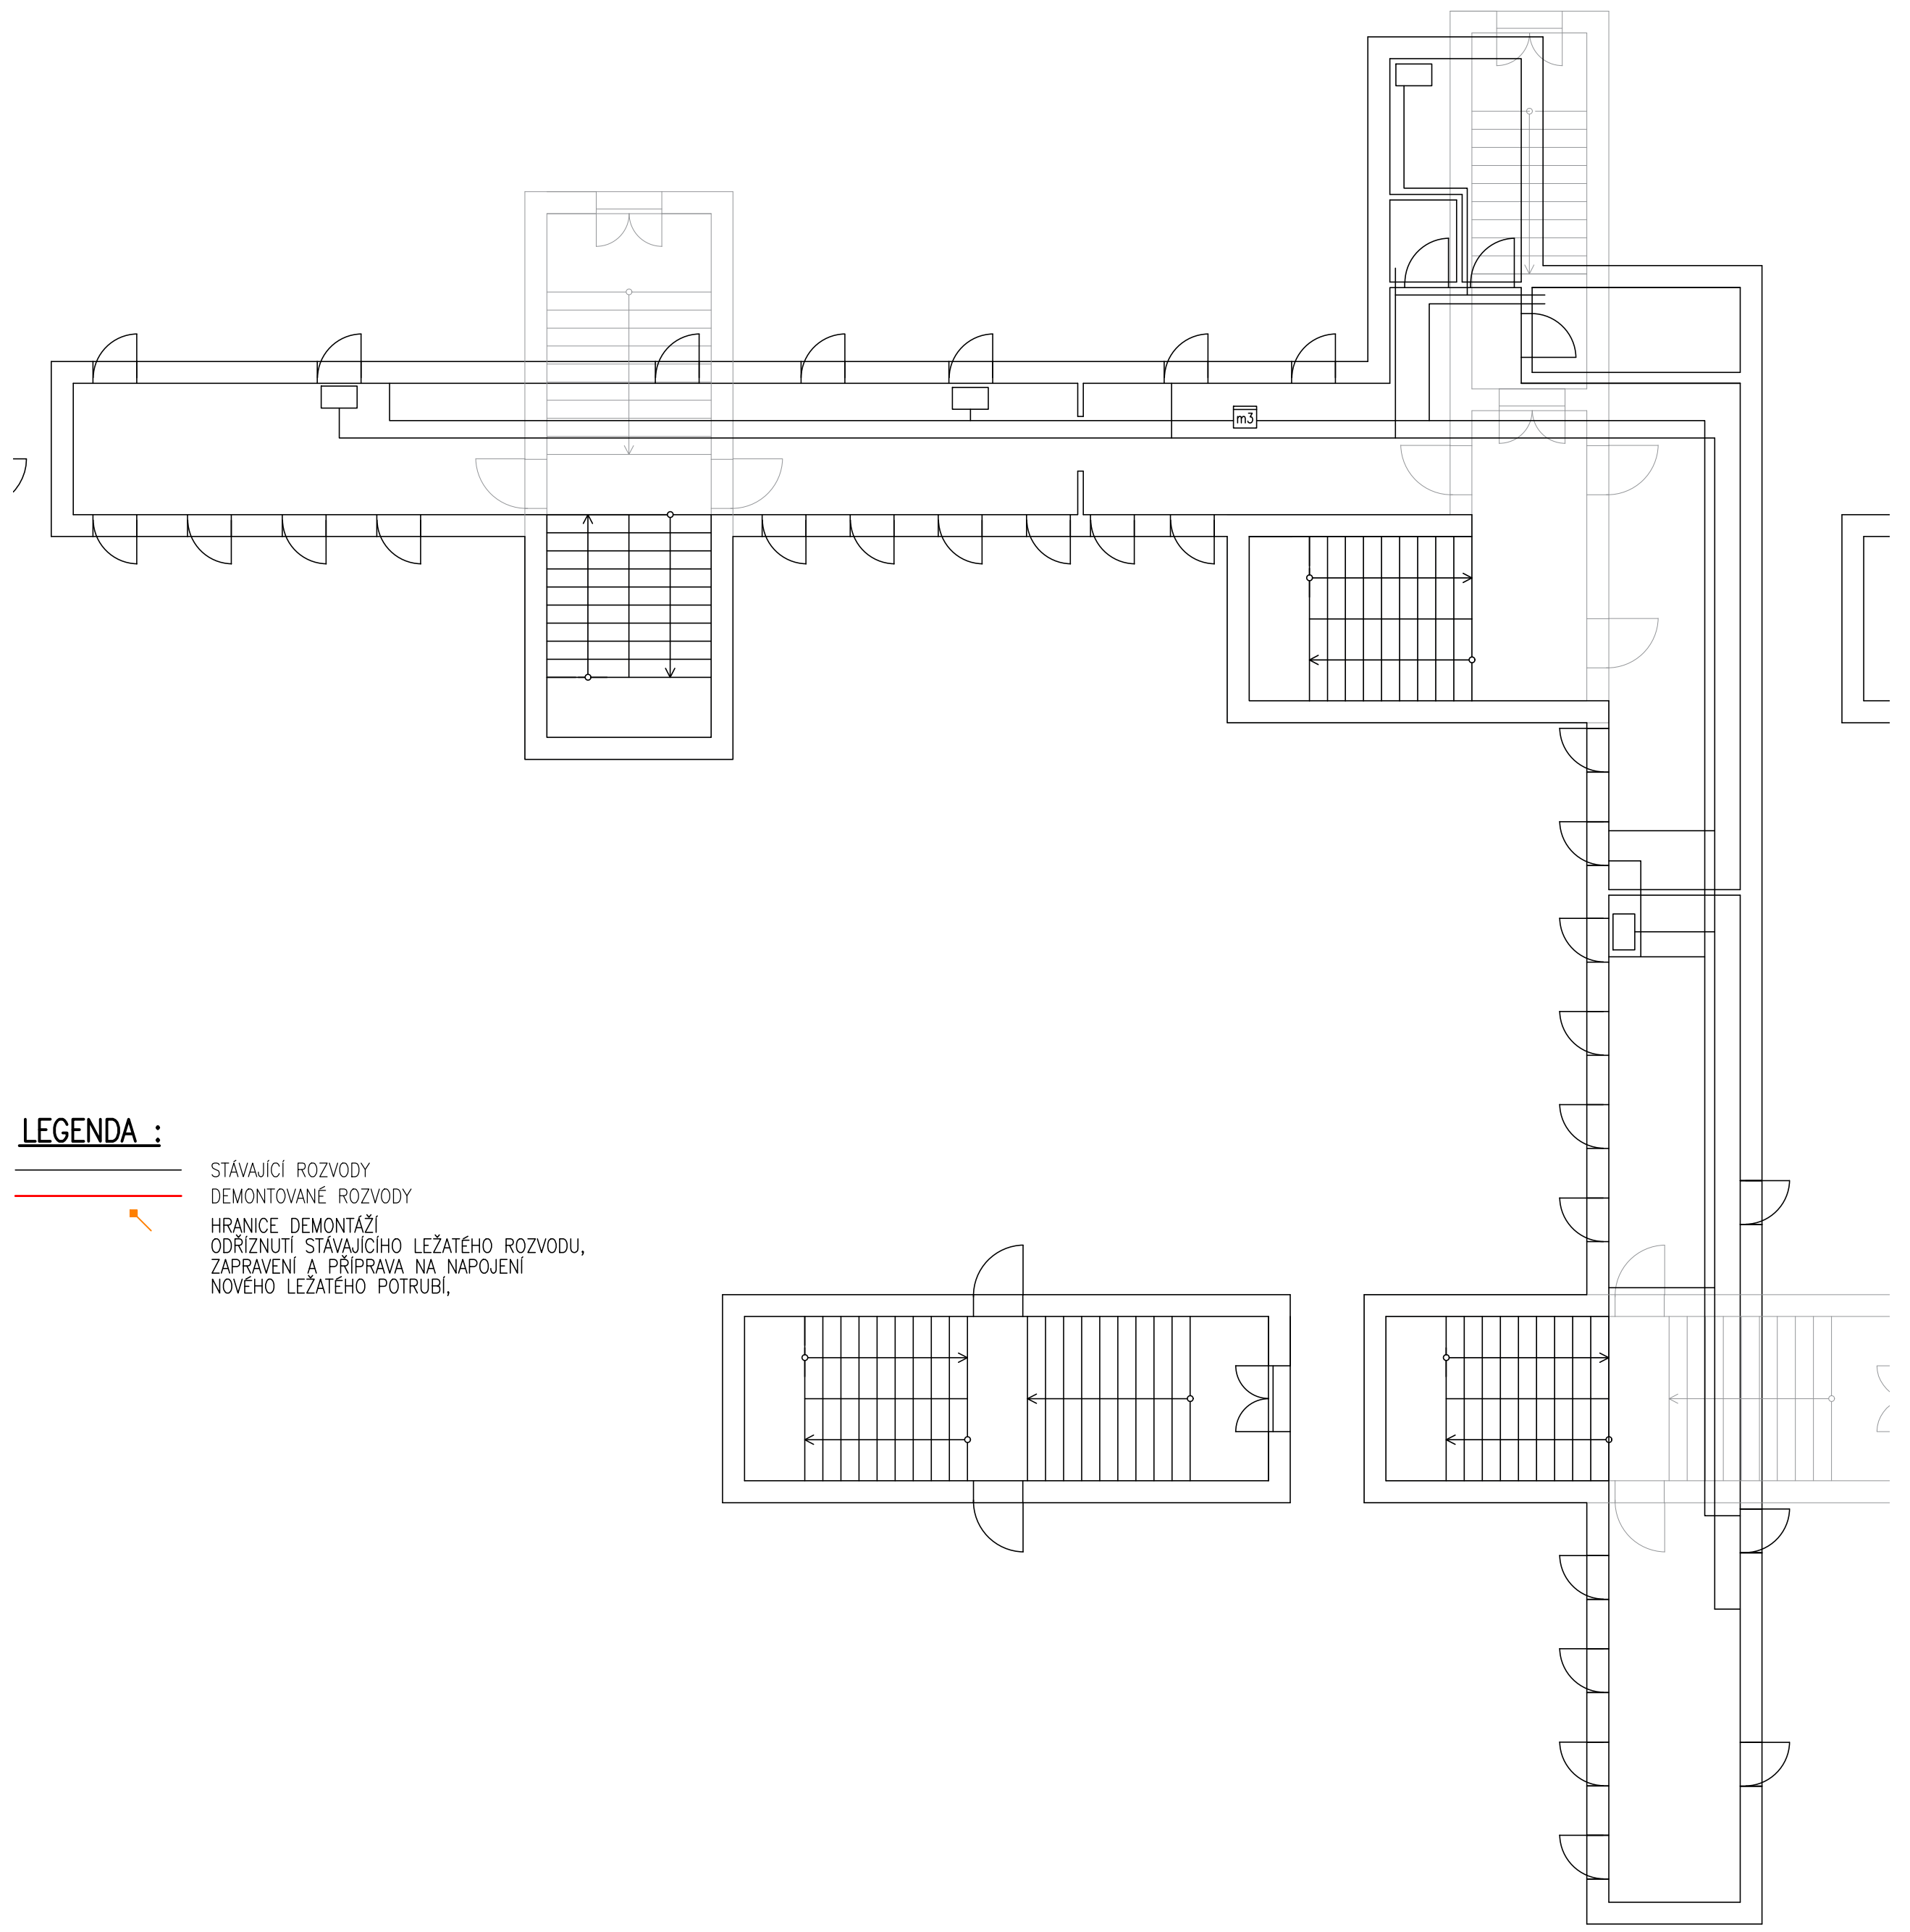 m3
LEGENDA :
STÁVAJÍCÍ ROZVODY
DEMONTOVANÉ ROZVODY
HRANICE DEMONTÁŽÍ
ODŘÍZNUTÍ STÁVAJÍCÍHO LEŽATÉHO ROZVODU,
ZAPRAVENÍ A PŘÍPRAVA NA NAPOJENÍ
NOVÉHO LEŽATÉHO POTRUBÍ,